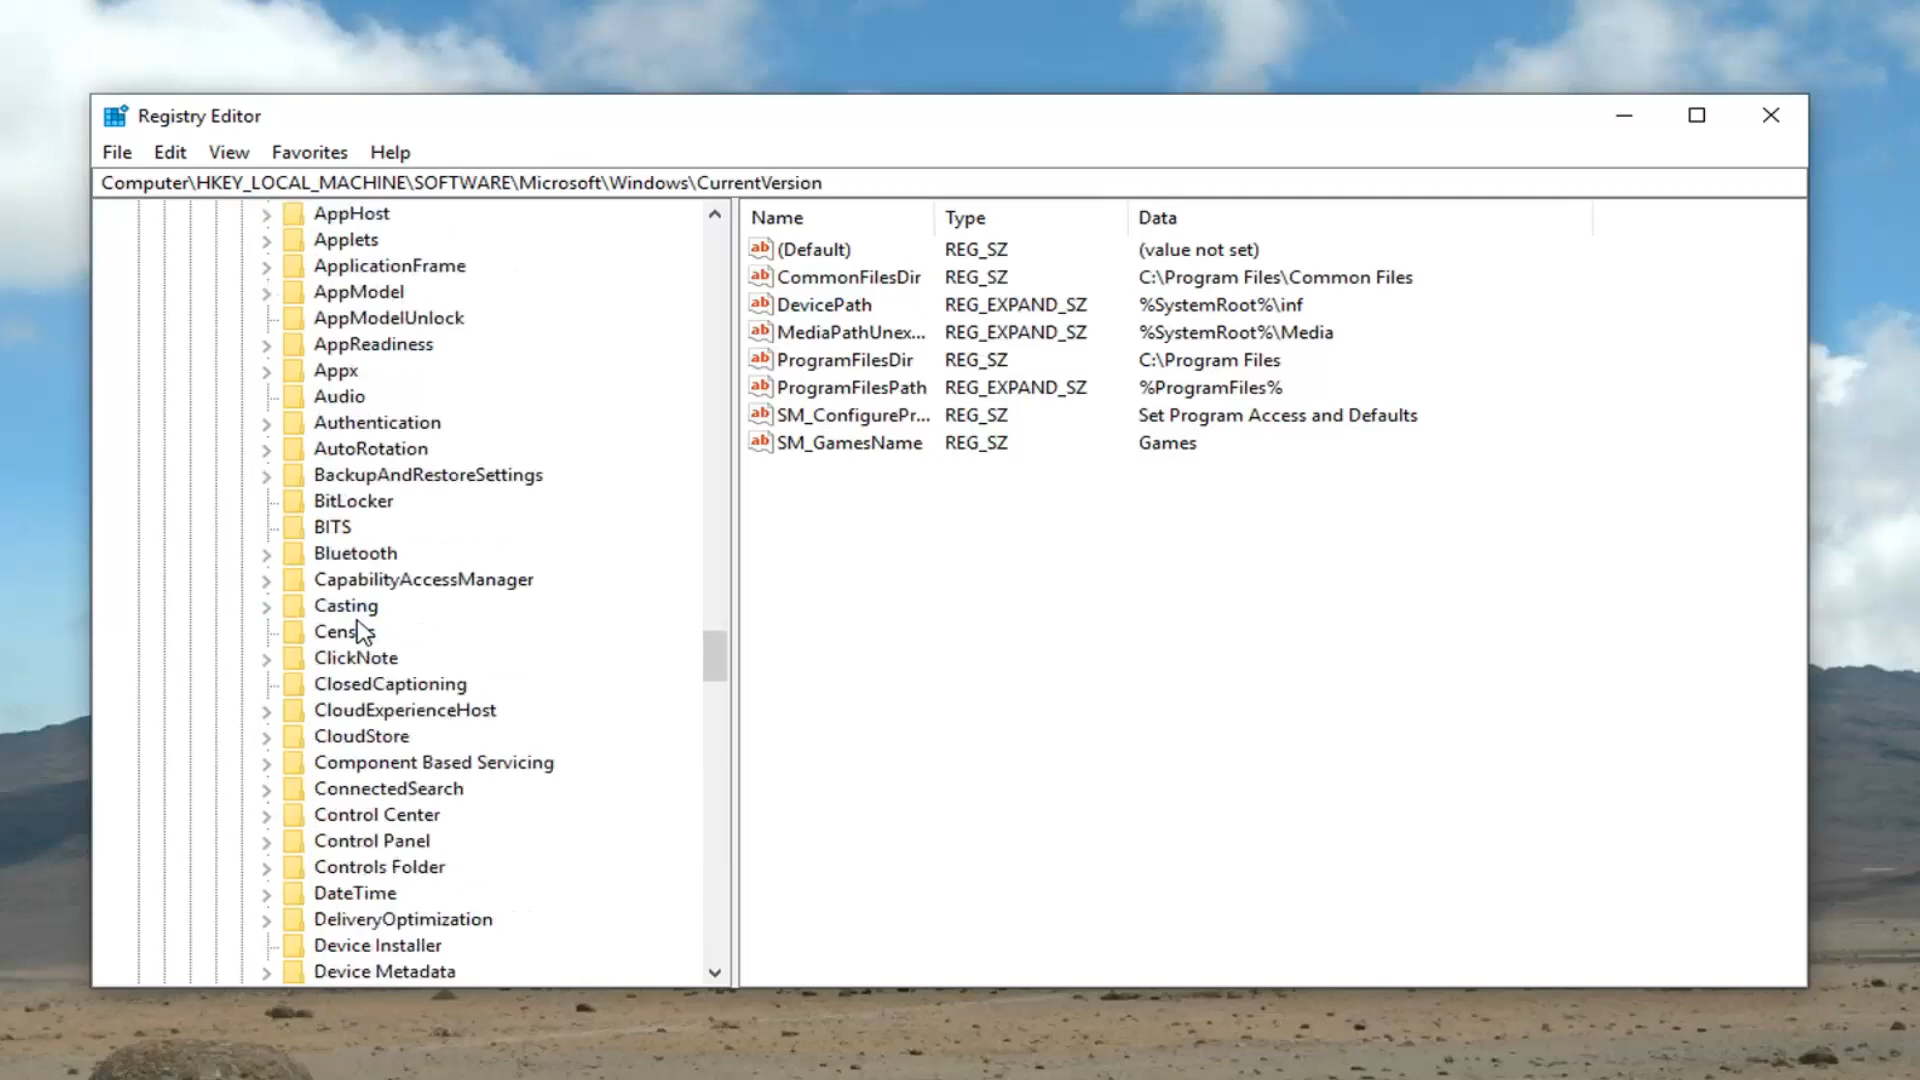 Registry Editor
File Edit View Favorites Help
Computer\HKEY_LOCAL_MACHINE\SOFTWARE\Microsoft\Windows\CurrentVersion
AppHost
Applets
ApplicationFrame
AppModel
AppModelUnlock
AppReadiness
Appx
Audio
Authentication
AutoRotation
BackupAndRestoreSettings
BitLocker
BITS
Bluetooth
CapabilityAccessManager
Casting
ClickNote
ClosedCaptioning
CloudExperienceHost
CloudStore
Component Based Servicing
ConnectedSearch
Control Center
Control Panel
Controls Folder
DateTime
DeliveryOptimization
Device Installer
Device Metadata
Name Type Data
(Default) REG_SZ (value not set)
CommonFilesDir REG_SZ C:\Program Files\Common Files
DevicePath REG_EXPAND_SZ %SystemRoot%\inf
MediaPathUnex... REG_EXPAND_SZ %SystemRoot%\Media
ProgramFilesDir REG_SZ C:\Program Files
ProgramFilesPath REG_EXPAND_SZ %ProgramFiles%
SM_ConfigurePr... REG_SZ Set Program Access and Defaults
SM_GamesName REG_SZ Games